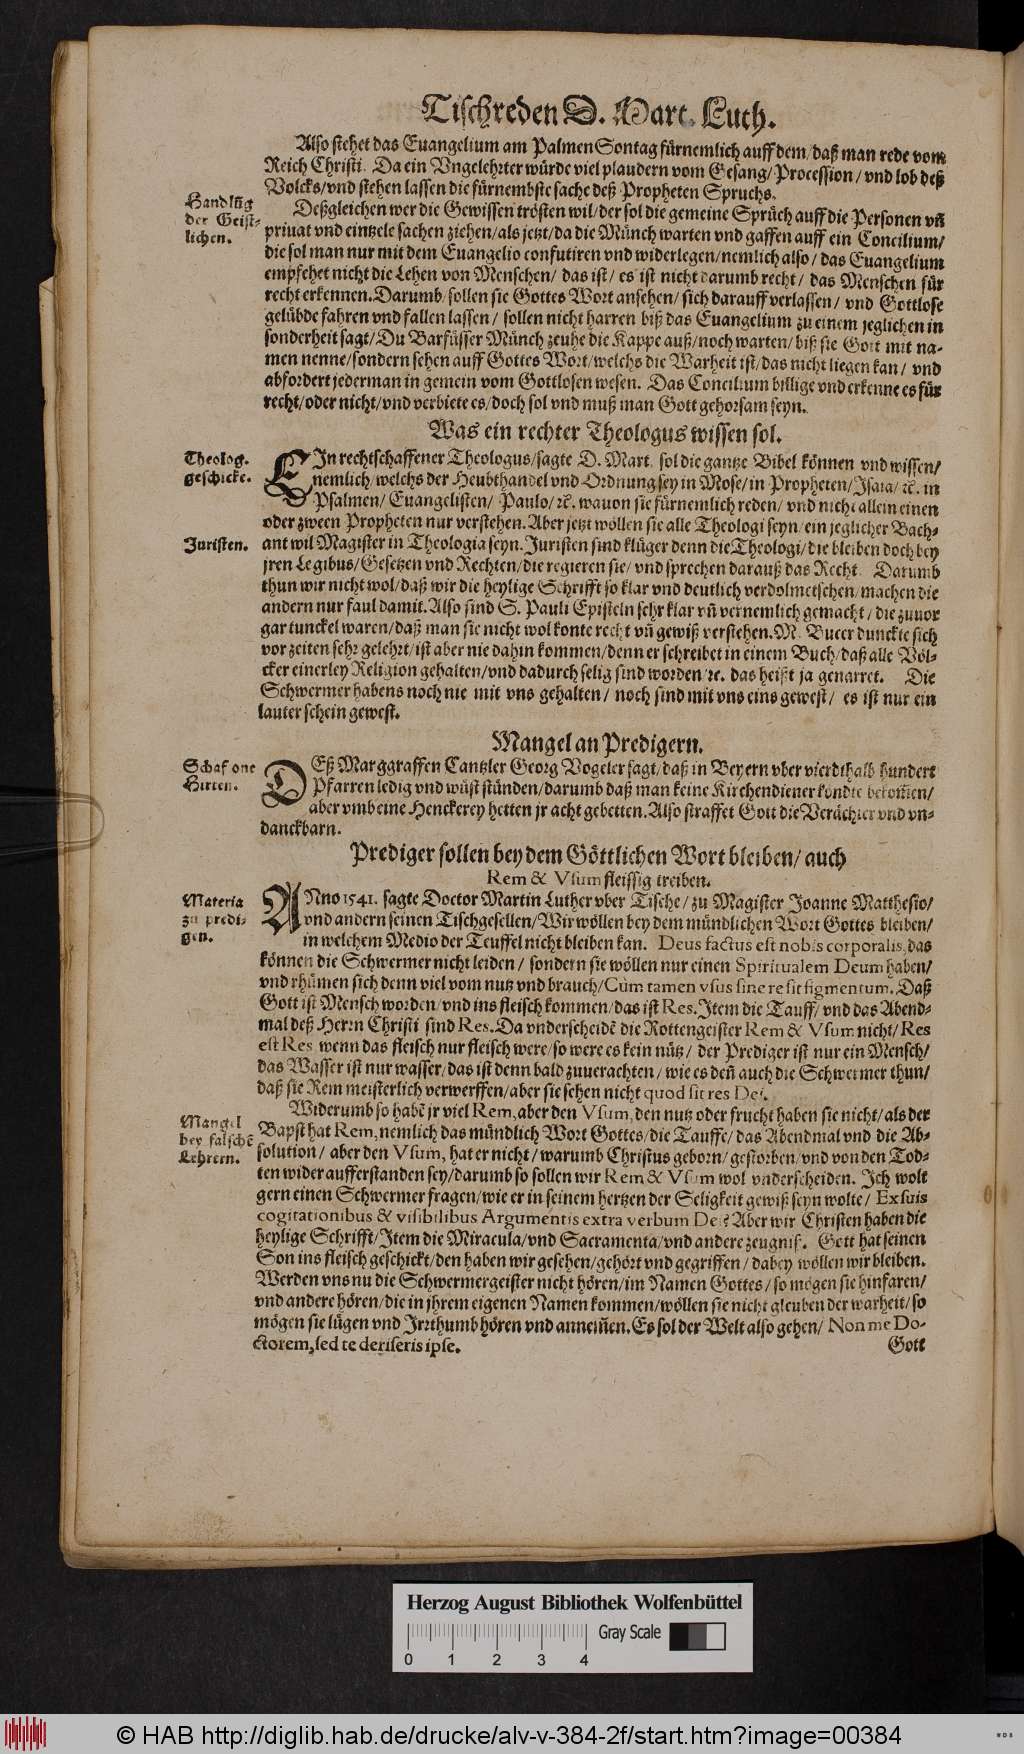 Tischreden D. Mart. Luth.
Also stehet das Euangelium am Palmen Sontag fürnemlich auff dem/ daß man rede vom
Reich Christi. Da ein Vngelehrter würde viel plaudern vom Gesang/ Procession/ vnd lob deß
Volcks/ vnd stehen lassen die fürnembste sache deß Propheten Spruchs.
Handlūg
der Geist-
lichen.
Deßgleichen wer die Gewissen trösten wil/ der sol die gemeine Sprüch auff die Personen vñ
priuat vnd eintzele sachen ziehen/ als jetzt/ da die Münch warten vnd gaffen auff ein Concilium/
die sol man nur mit dem Euangelio confutiren vnd widerlegen/ nemlich also/ das Euangelium
empfehet nicht die Lehen von Menschen/ das ist/ es ist nicht darumb recht/ das Menschen für
recht erkennen. Darumb sollen sie Gottes Wort ansehen/ sich darauff verlassen/ vnd Gottlose
gelübde fahren vnd fallen lassen/ sollen nicht harren biß das Euangelium zu einem jeglichen in
sonderheit sagt/ Du Barfüsser Münch zeuhe die Kappe auß/ noch warten/ biß sie Gott mit na-
men nenne/ sondern sehen auff Gottes Wort/ welchs die Warheit ist/ das nicht liegen kan/ vnd
abfordert jederman in gemein vom Gottlosen wesen. Das Concilium billige vnd erkenne es für
recht/ oder nicht/ vnd verbiete es/ doch sol vnd muß man Gott gehorsam seyn.
Was ein rechter Theologus wissen sol.
Theolog.
geschickt.
EIn rechtschaffener Theologus/ sagte D. Mart. sol die gantze Bibel können vnd wissen/
nemlich/ welchs der Heubthandel vnd Ordnung sey in Mose/ in Propheten/ Jsaia/ ꝛc. in
Psalmen/ Euangelisten/ Paulo/ ꝛc. wauon sie fürnemlich reden/ vnd nicht allein einen
oder zween Propheten nur verstehen. Aber jetzt wöllen sie alle Theologi seyn/ ein jeglicher Bach-
Juristen.
ant wil Magister in Theologia seyn. Juristen sind klüger denn die Theologi/ die bleiben doch bey
jren Legibus/ Gesetzen vnd Rechten/ die regieren sie/ vnd sprechen darauß das Recht. Darumb
thun wir nicht wol/ daß wir die heylige Schrifft so klar vnd deutlich verdolmetschen/ machen die
andern nur faul damit. Also sind S. Pauli Episteln sehr klar vñ vernemlich gemacht/ die zuuor
gar tunckel waren/ daß man sie nicht wol konte recht vñ gewiß verstehen. M. Bucer dunckte sich
vor zeiten sehr gelehrt/ ist aber nie dahin kommen/ denn er schreibet in einem Buch/ daß alle Völ-
cker einerley Religion gehalten/ vnd dadurch selig sind worden/ ꝛc. das heißt ja genarret. Die
Schwermer habens noch nie mit vns gehalten/ noch sind mit vns eins gewest/ es ist nur ein
lauter schein gewest.
Mangel an Predigern.
Schaf one
Hirten.
DEß Marggraffen Cantzler Georg Vogeler sagt/ daß in Beyern vber vierdthalb hundert
Pfarren ledig vnd wüst stünden/ darumb daß man keine Kirchendiener kondte bekom̄en/
aber vmb eine Henckerey hetten jr acht gebetten. Also straffet Gott die Verächter vnd vn-
danckbarn.
Prediger sollen bey dem Göttlichen Wort bleiben/ auch
Rem & Vsum fleissig treiben.
Materia
zu predi-
gen.
ANno 1541. sagte Doctor Martin Luther vber Tische/ zu Magister Joanne Matthesio/
vnd andern seinen Tischgesellen/ Wir wöllen bey dem mündlichen Wort Gottes bleiben/
in welchem Medio der Teuffel nicht bleiben kan. Deus factus est nobis corporalis, das
können die Schwermer nicht leiden/ sondern sie wöllen nur einen Spiritualem Deum haben/
vnd rhümen sich denn viel vom nutz vnd brauch/ Cùm tamen vsus sine re sit figmentum. Daß
Gott ist Mensch worden/ vnd ins fleisch kommen/ das ist Res. Item die Tauff/ vnd das Abend-
mal deß Herrn Christi sind Res. Da vnderscheidē die Rottengeister Rem & Vsum nicht/ Res
est Res wenn das fleisch nur fleisch were/ so were es kein nütz/ der Prediger ist nur ein Mensch/
das Wasser ist nur wasser/ das ist denn bald zuuerachten/ wie es deñ auch die Schwermer thun/
daß sie Rem meisterlich verwerffen/ aber sie sehen nicht quod sit res Dei.
Mangel
bey falschē
Lehrern.
Widerumb so habē jr viel Rem, aber den Vsum, den nutz oder frucht haben sie nicht/ als der
Bapst hat Rem, nemlich das mündlich Wort Gottes/ die Tauffe/ das Abendmal vnd die Ab-
solution/ aber den Vsum, hat er nicht/ warumb Christus geborn/ gestorben/ vnd von den Tod-
ten wider aufferstanden sey/ darumb so sollen wir Rem & Vsum wol vnderscheiden. Ich wolt
gern einen Schwermer fragen/ wie er in seinem hertzen der Seligkeit gewiß seyn wolte/ Ex suis
cogitationibus & visibilibus Argumentis extra verbum Dei? Aber wir Christen haben die
heylige Schrifft/ Item die Miracula/ vnd Sacramenta/ vnd andere zeugnis. Gott hat seinen
Son ins fleisch geschickt/ den haben wir gesehen/ gehört vnd gegriffen/ dabey wöllen wir bleiben.
Werden vns nu die Schwermergeister nicht hören/ im Namen Gottes/ so mögen sie hinfaren/
vnd andere hören/ die in jhrem eigenen Namen kommen/ wöllen sie nicht gleuben der warheit/ so
mögen sie lügen vnd Irrthumb hören vnd annem̄en. Es sol der Welt also gehen/ Non me Do-
ctorem, sed te deriseris ipse.
Gott
Herzog August Bibliothek Wolfenbüttel
Gray Scale
0 1 2 3 4
© HAB http://diglib.hab.de/drucke/alv-v-384-2f/start.htm?image=00384